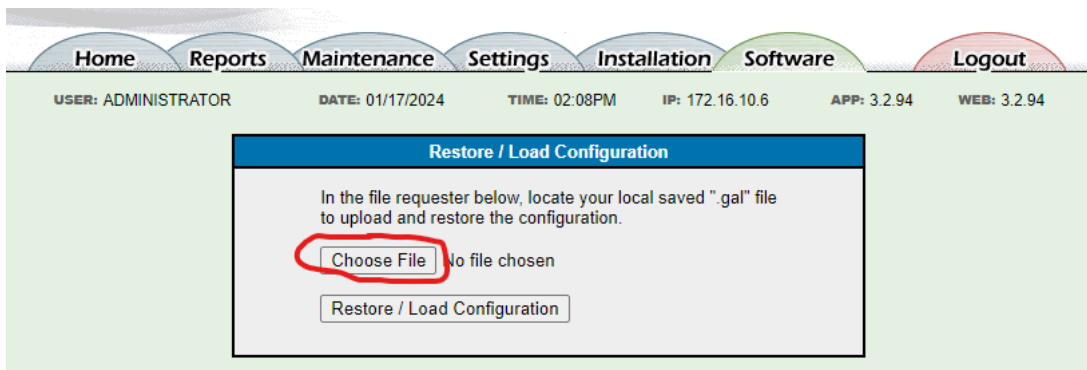 Home Reports Maintenance Settings Installation Software Logout
USER: ADMINISTRATOR DATE: 01/17/2024 TIME: 02:08PM IP: 172.16.10.6 APP: 3.2.94 WEB: 3.2.94
Restore / Load Configuration
In the file requester below, locate your local saved ".gal" file
to upload and restore the configuration.
Choose File No file chosen
Restore / Load Configuration